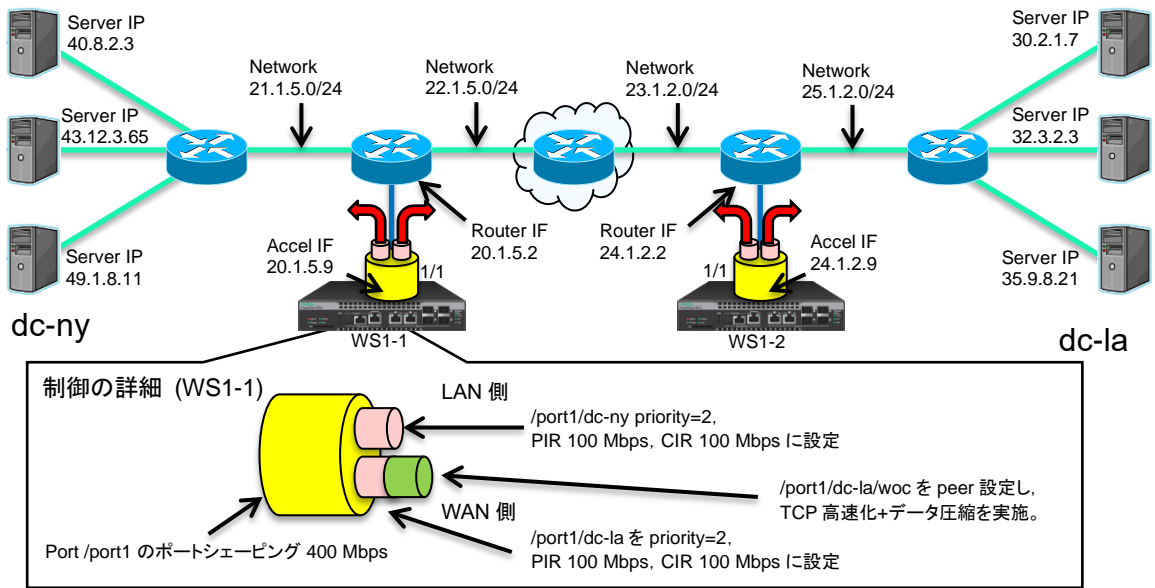 Server IP
40.8.2.3
Server IP
43.12.3.65
Server IP
49.1.8.11
dc-ny
Network
21.1.5.0/24
Network
22.1.5.0/24
Network
23.1.2.0/24
Network
25.1.2.0/24
Server IP
30.2.1.7
Server IP
32.3.2.3
Server IP
35.9.8.21
dc-la
Accel IF
20.1.5.9
1/1
Router IF
20.1.5.2
WS1-1
Router IF
24.1.2.2
1/1
Accel IF
24.1.2.9
WS1-2
制御の詳細 (WS1-1)
LAN 側
/port1/dc-ny priority=2,
PIR 100 Mbps, CIR 100 Mbps に設定
/port1/dc-la/woc を peer 設定し,
TCP 高速化+データ圧縮を実施。
WAN 側
/port1/dc-la を priority=2,
PIR 100 Mbps, CIR 100 Mbps に設定
Port /port1 のポートシェーピング 400 Mbps